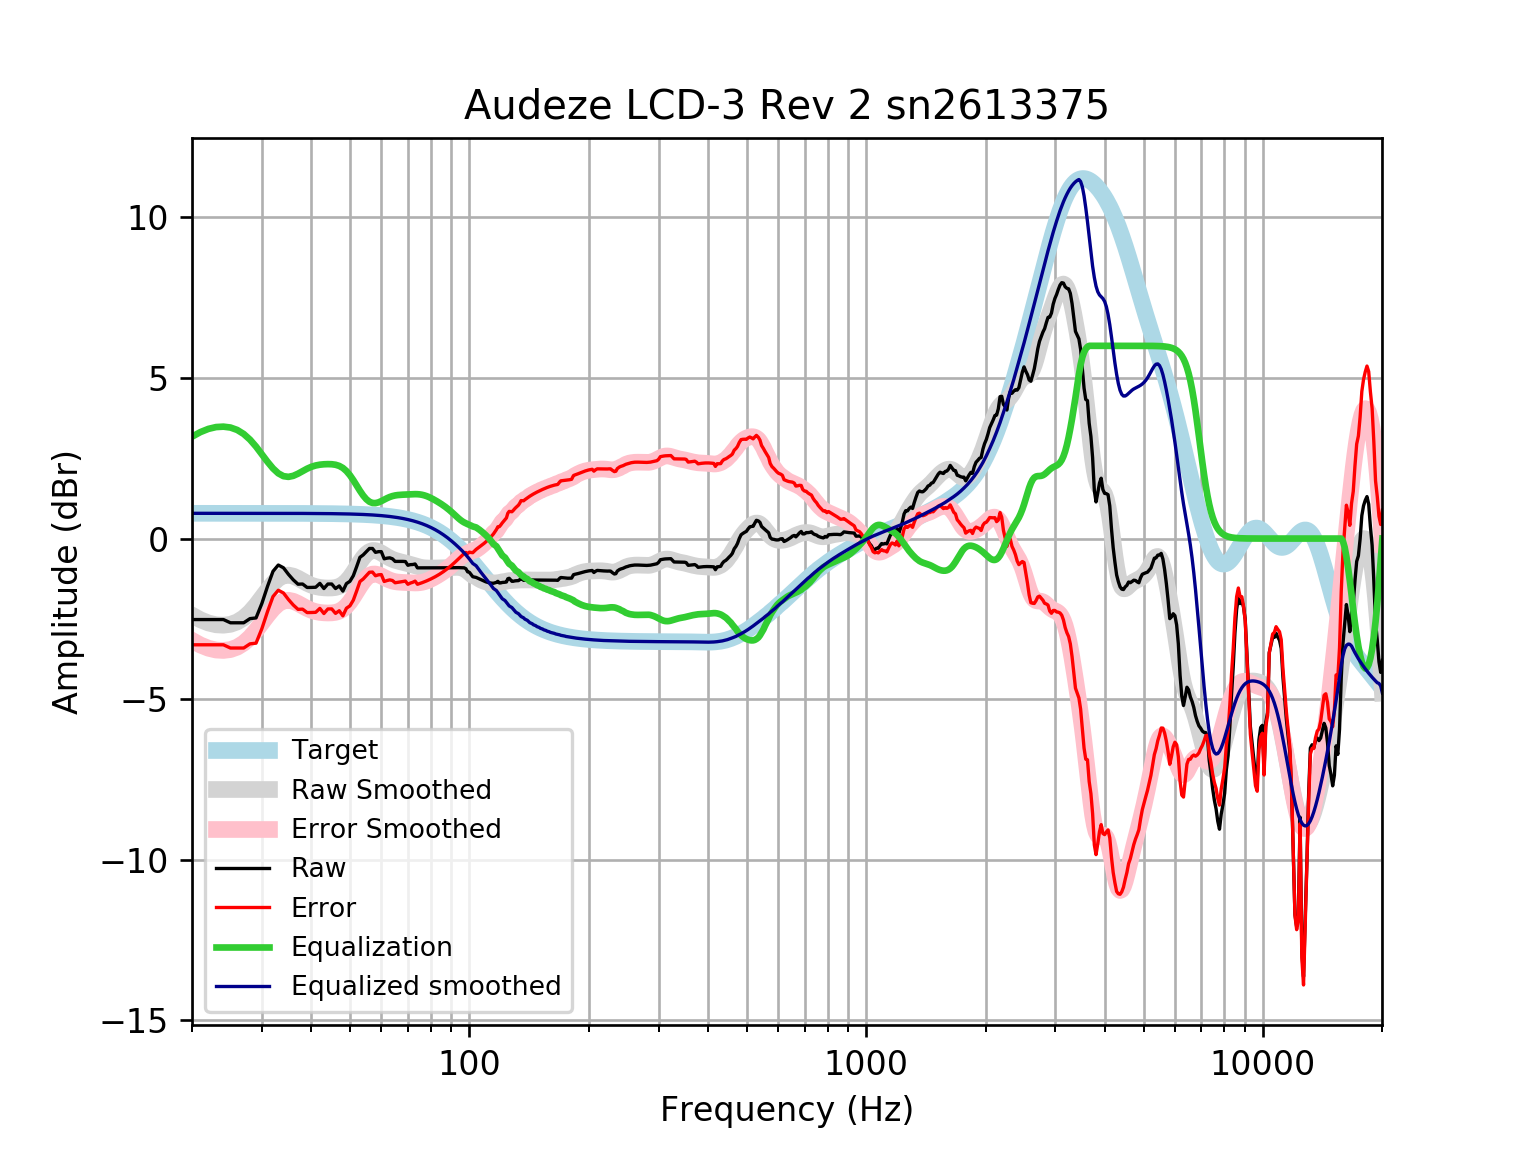 Audeze LCD-3 Rev 2 sn2613375
Amplitude (dBr)
10
5
0
−5
−10
−15
Target
Raw Smoothed
Error Smoothed
Raw
Error
Equalization
Equalized smoothed
100
1000
10000
Frequency (Hz)